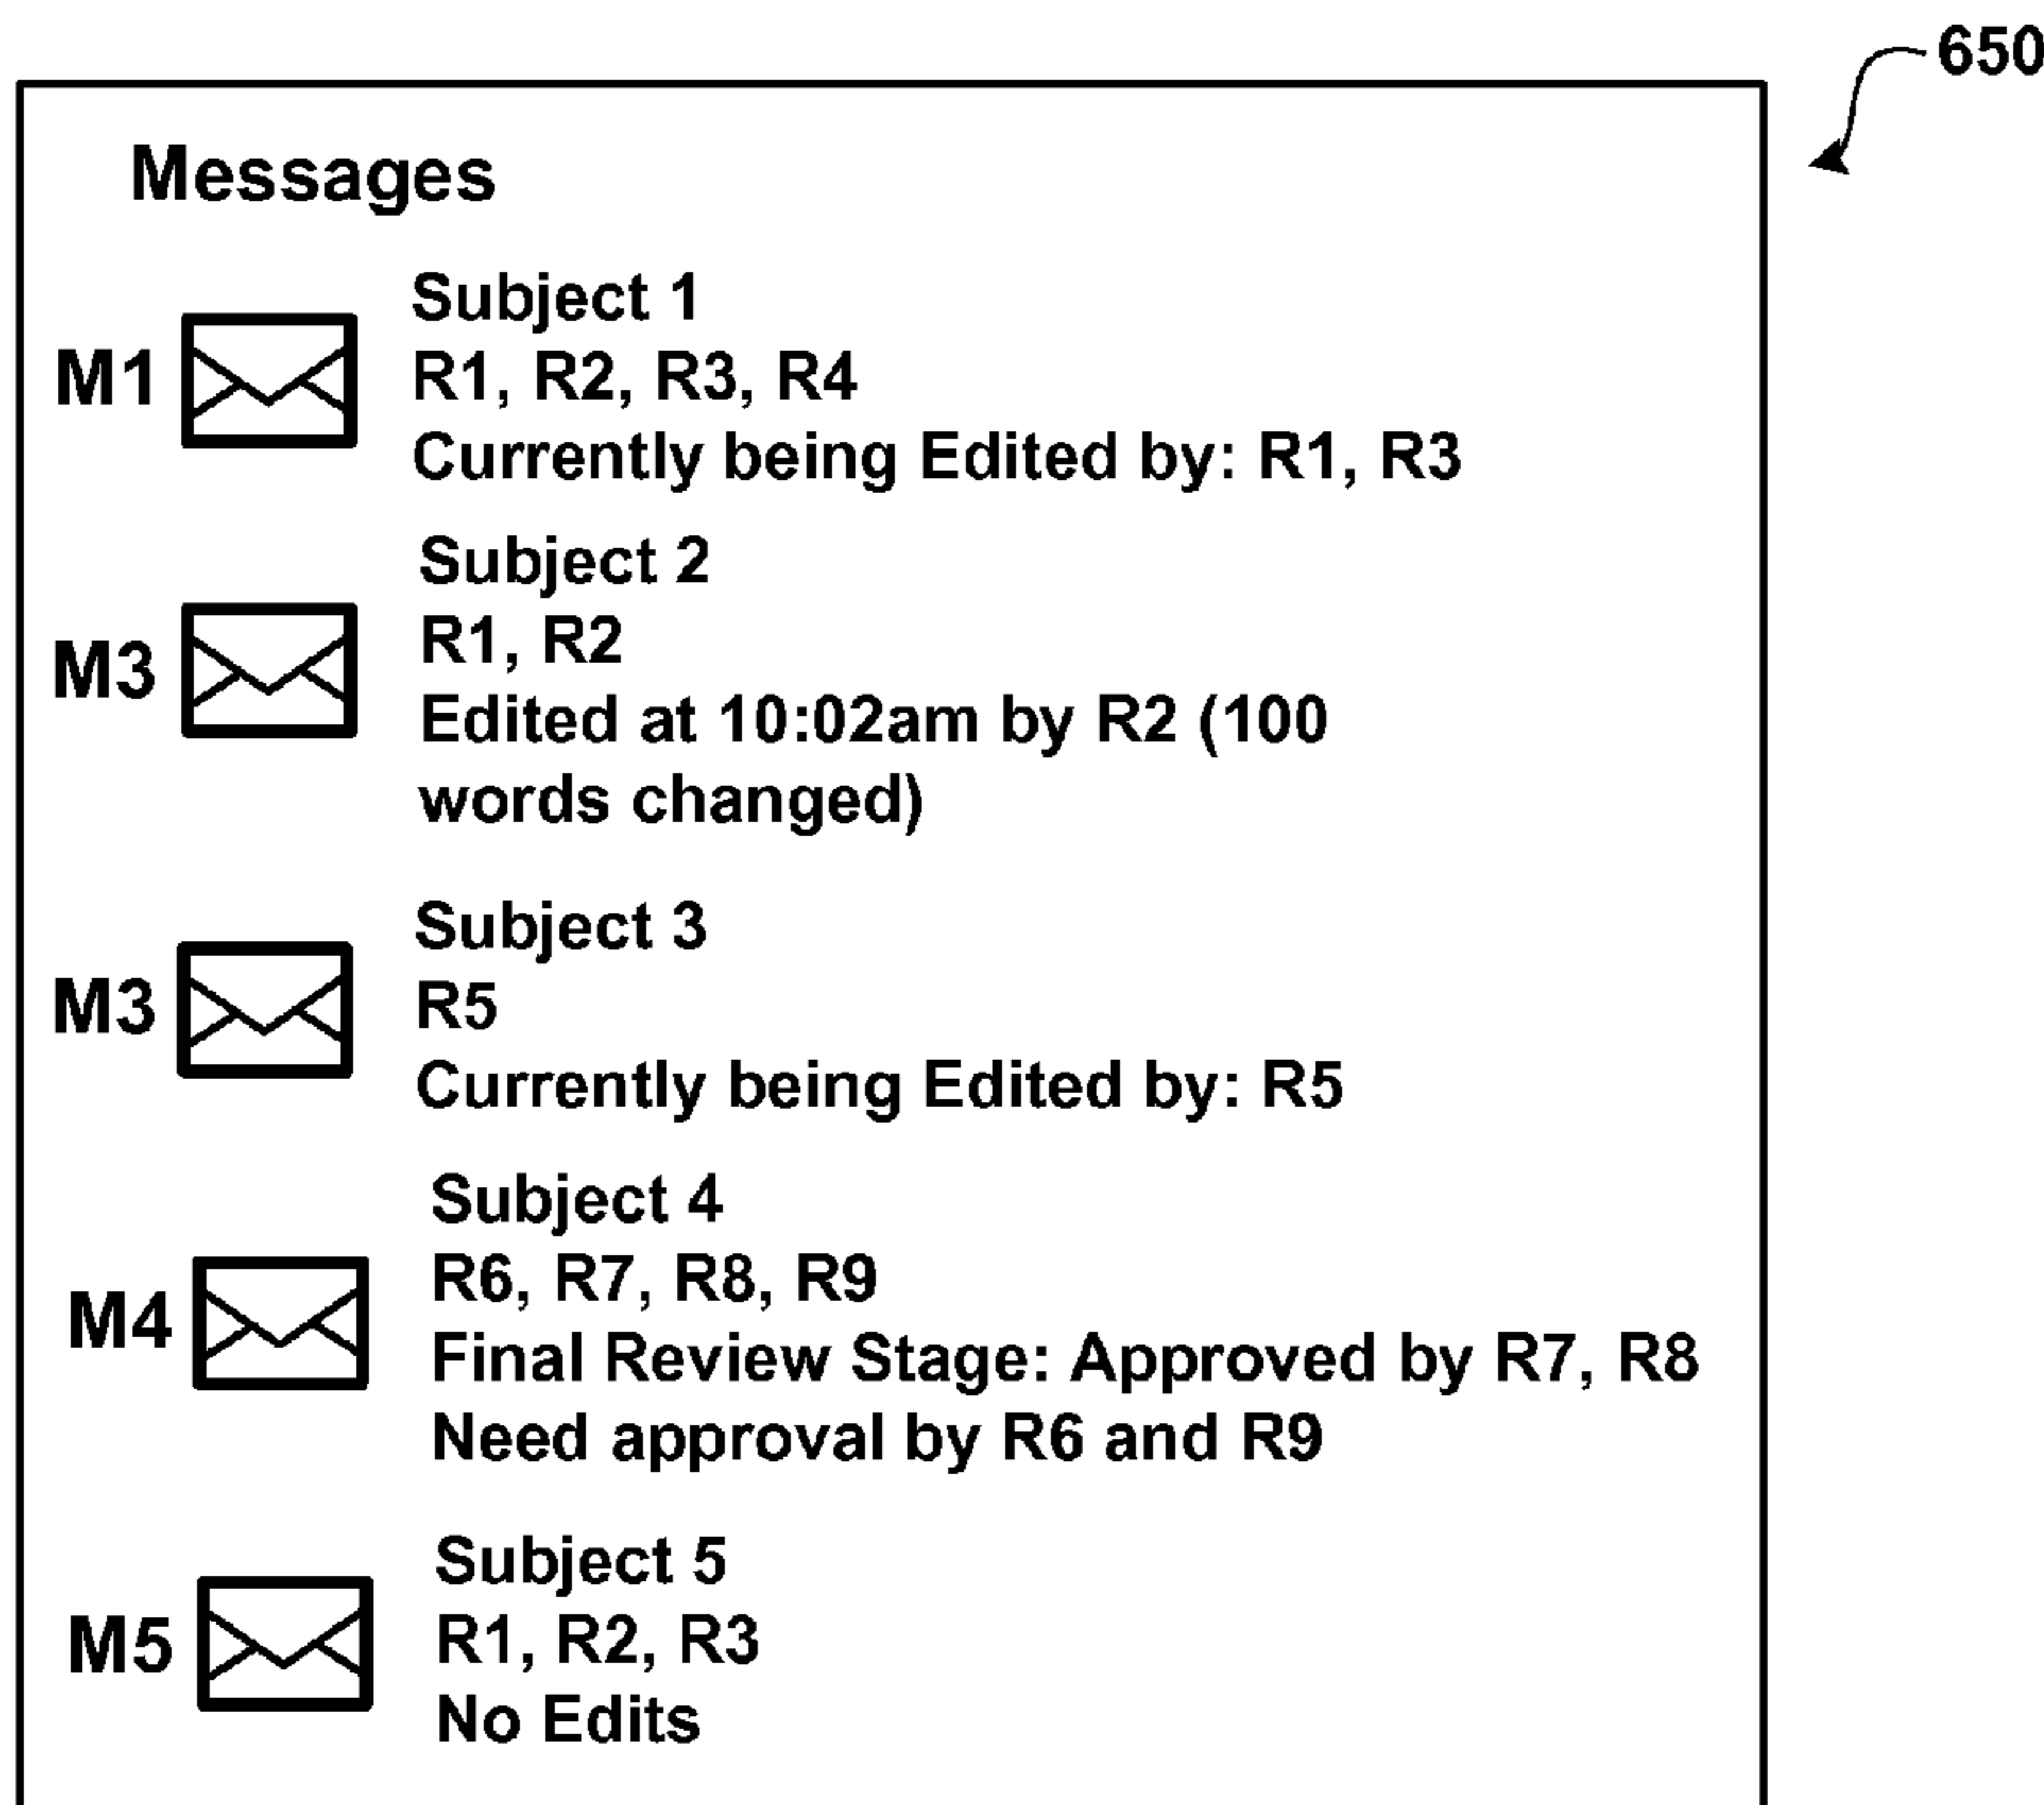 650
Messages
Subject 1
M1
R1, R2, R3, R4
Currently being Edited by: R1, R3
Subject 2
M3
R1, R2
Edited at 10:02am by R2 (100
words changed)
Subject 3
M3
R5
Currently being Edited by: R5
Subject 4
M4
R6, R7, R8, R9
Final Review Stage: Approved by R7, R8
Need approval by R6 and R9
Subject 5
M5
R1, R2, R3
No Edits